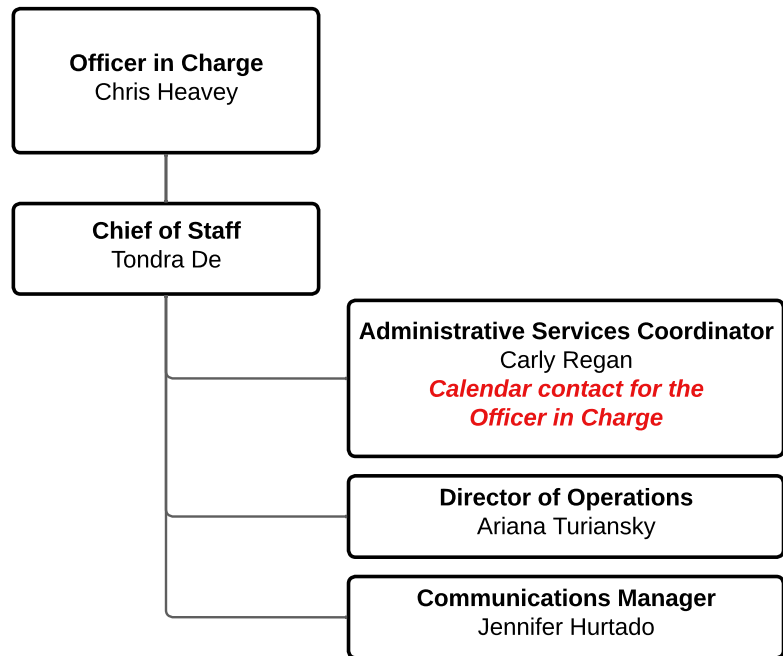 Officer in Charge
Chris Heavey
Chief of Staff
Tondra De
Administrative Services Coordinator
Carly Regan
Calendar contact for the
Officer in Charge
Director of Operations
Ariana Turiansky
Communications Manager
Jennifer Hurtado